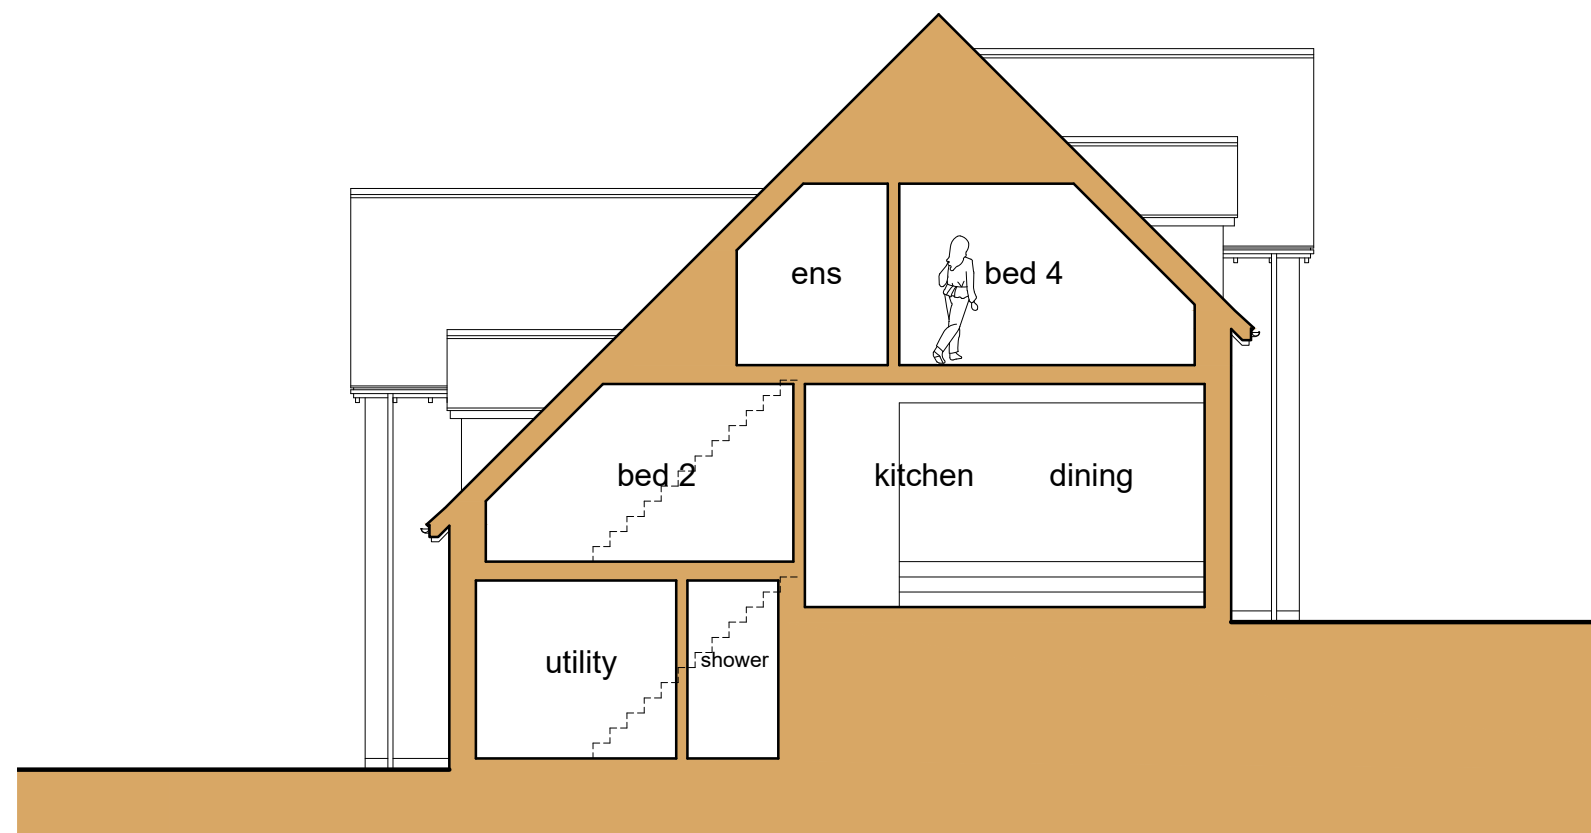 ens
bed 4
bed 2
kitchen
dining
utility
shower